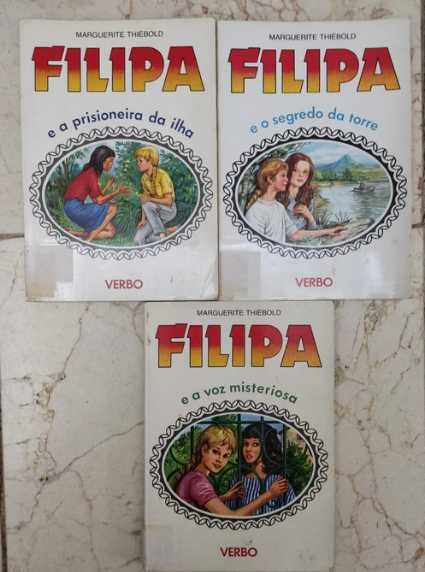 MARGUERITE THIÉBOLD
FILIPA
e a prisioneira da ilha
VERBO
MARGUERITE THIÉBOLD
FILIPA
e o segredo da torre
VERBO
MARGUERITE THIÉBOLD
FILIPA
e a voz misteriosa
VERBO